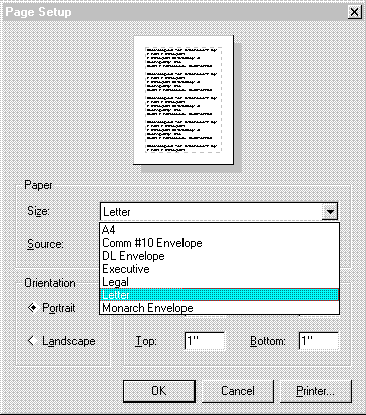 Page Setup
Paper
Size: Letter
A4
Source: Comm #10 Envelope
DL Envelope
Executive
Orientation Legal
Letter
Portrait Monarch Envelope
Landscape Top: 1" Bottom: 1"
OK Cancel Printer...